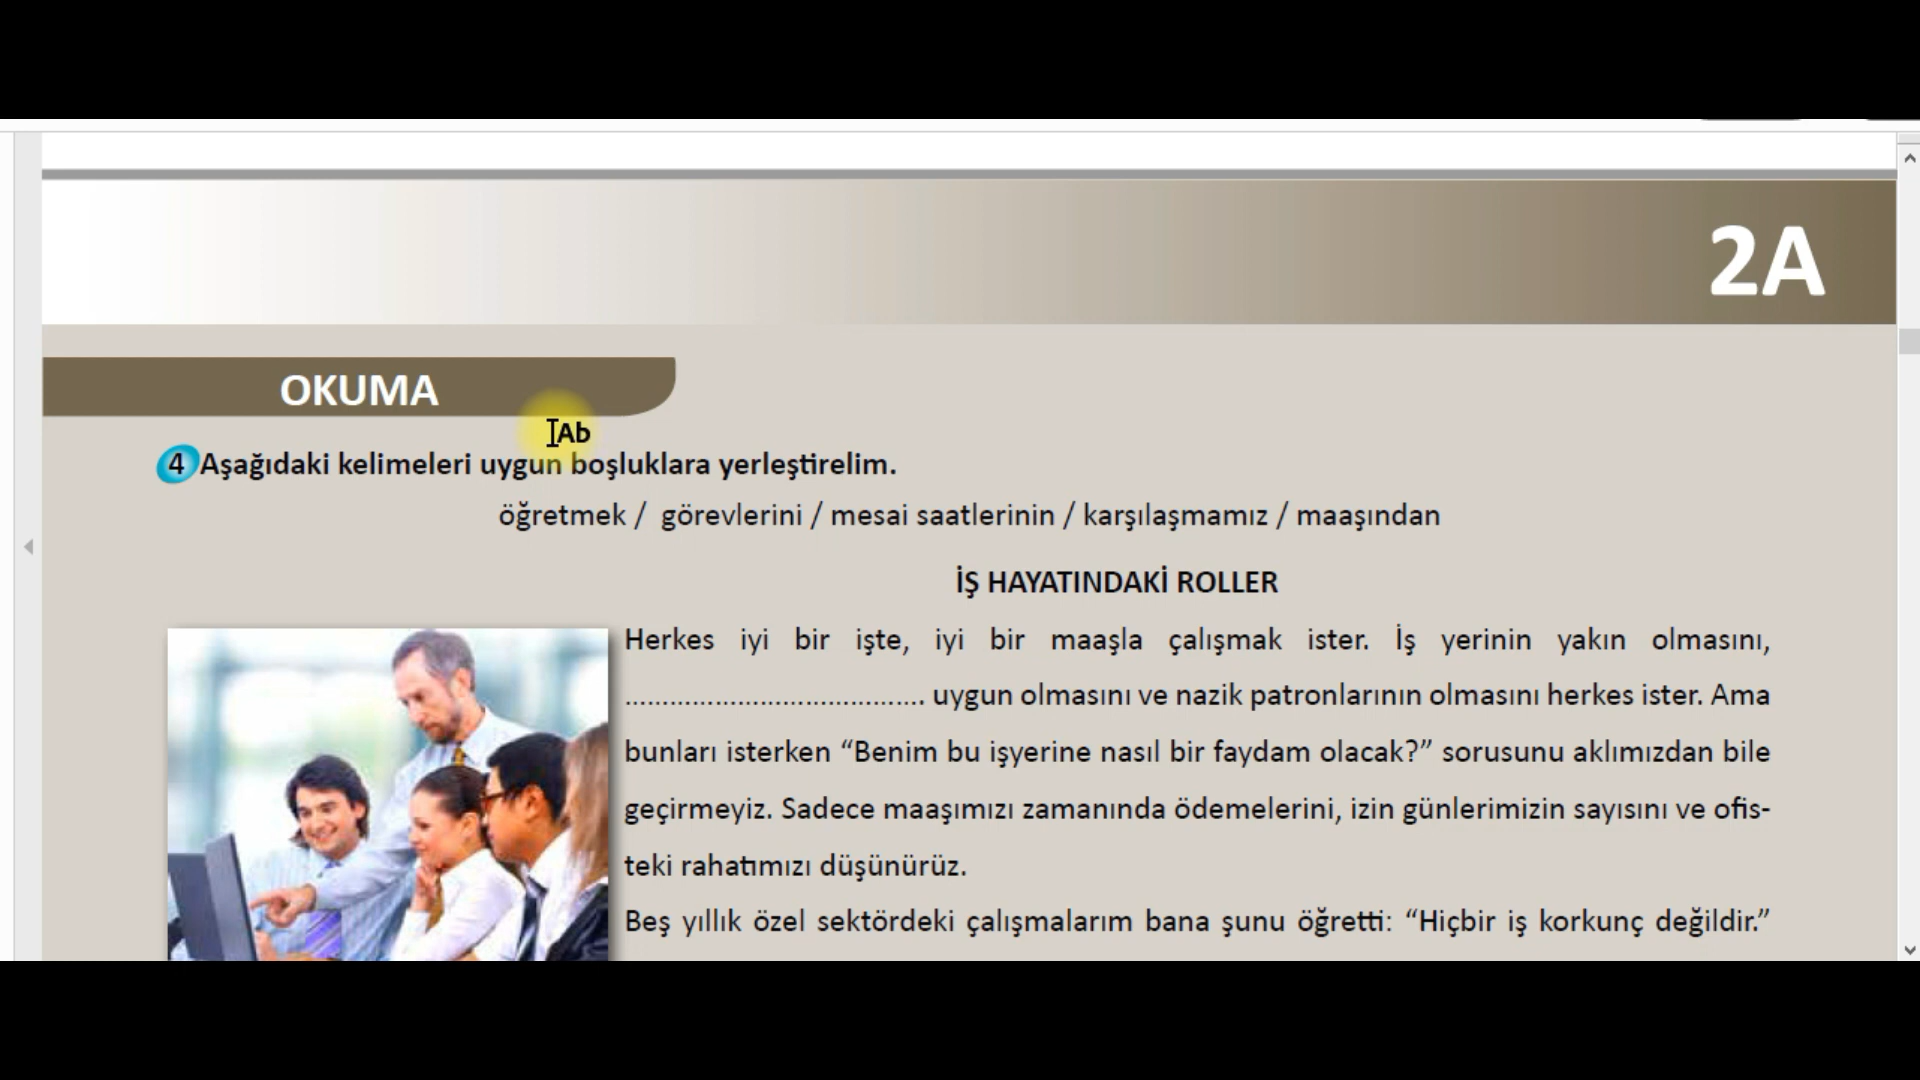 2A
OKUMA
Ab
4 Aşağıdaki kelimeleri uygun boşluklara yerleştirelim.
öğretmek / görevlerini / mesai saatlerinin / karşılaşmamız / maaşından
İŞ HAYATINDAKİ ROLLER
Herkes iyi bir işte, iyi bir maaşla çalışmak ister. İş yerinin yakın olmasını,
....................................... uygun olmasını ve nazik patronlarının olmasını herkes ister. Ama
bunları isterken “Benim bu işyerine nasıl bir faydam olacak?” sorusunu aklımızdan bile
geçirmeyiz. Sadece maaşımızı zamanında ödemelerini, izin günlerimizin sayısını ve ofis-
teki rahatımızı düşünürüz.
Beş yıllık özel sektördeki çalışmalarım bana şunu öğretti: “Hiçbir iş korkunç değildir.”